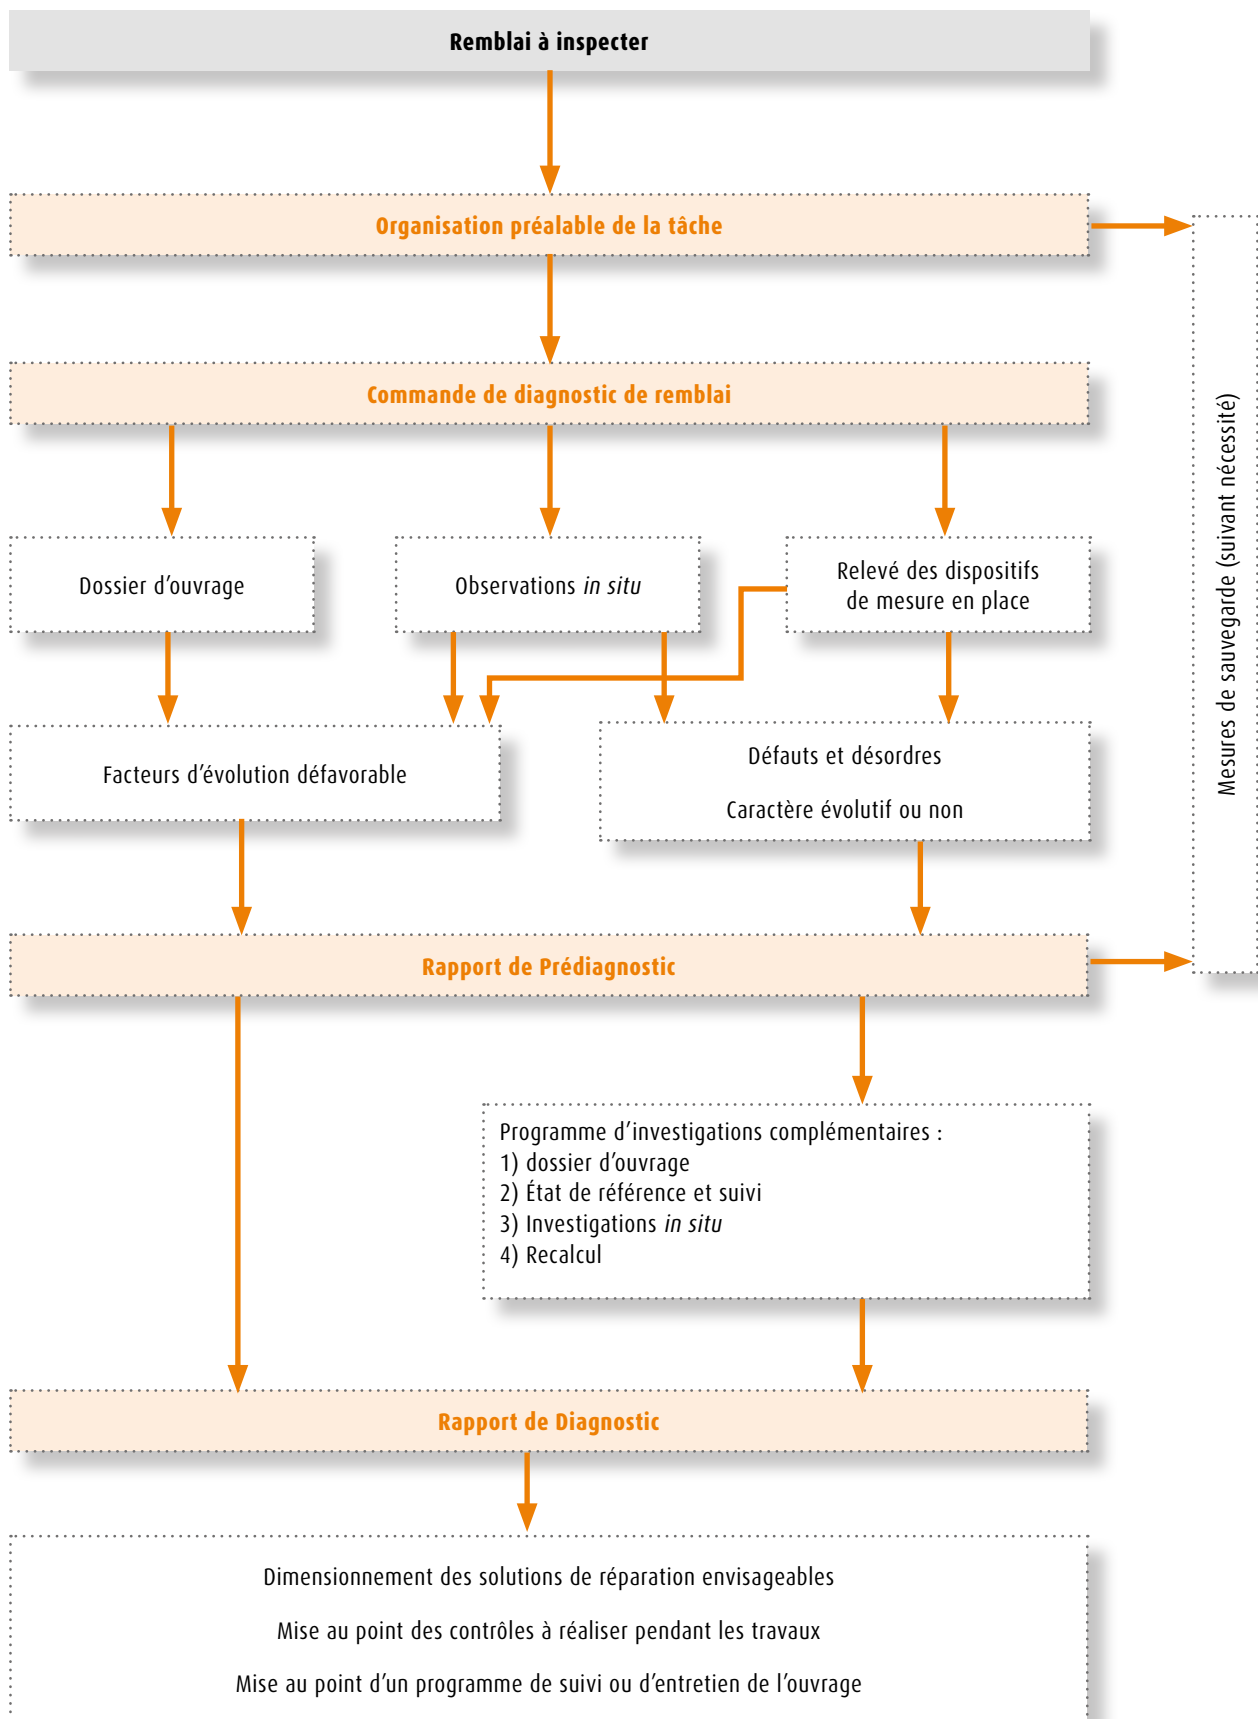 Remblai à inspecter
Organisation préalable de la tâche
Commande de diagnostic de remblai
Mesures de sauvegarde (suivant nécessité)
Dossier d’ouvrage
Observations in situ
Relevé des dispositifs
de mesure en place
Facteurs d’évolution défavorable
Défauts et désordres
Caractère évolutif ou non
Rapport de Prédiagnostic
Programme d’investigations complémentaires :
1) dossier d’ouvrage
2) État de référence et suivi
3) Investigations in situ
4) Recalcul
Rapport de Diagnostic
Dimensionnement des solutions de réparation envisageables
Mise au point des contrôles à réaliser pendant les travaux
Mise au point d’un programme de suivi ou d’entretien de l’ouvrage